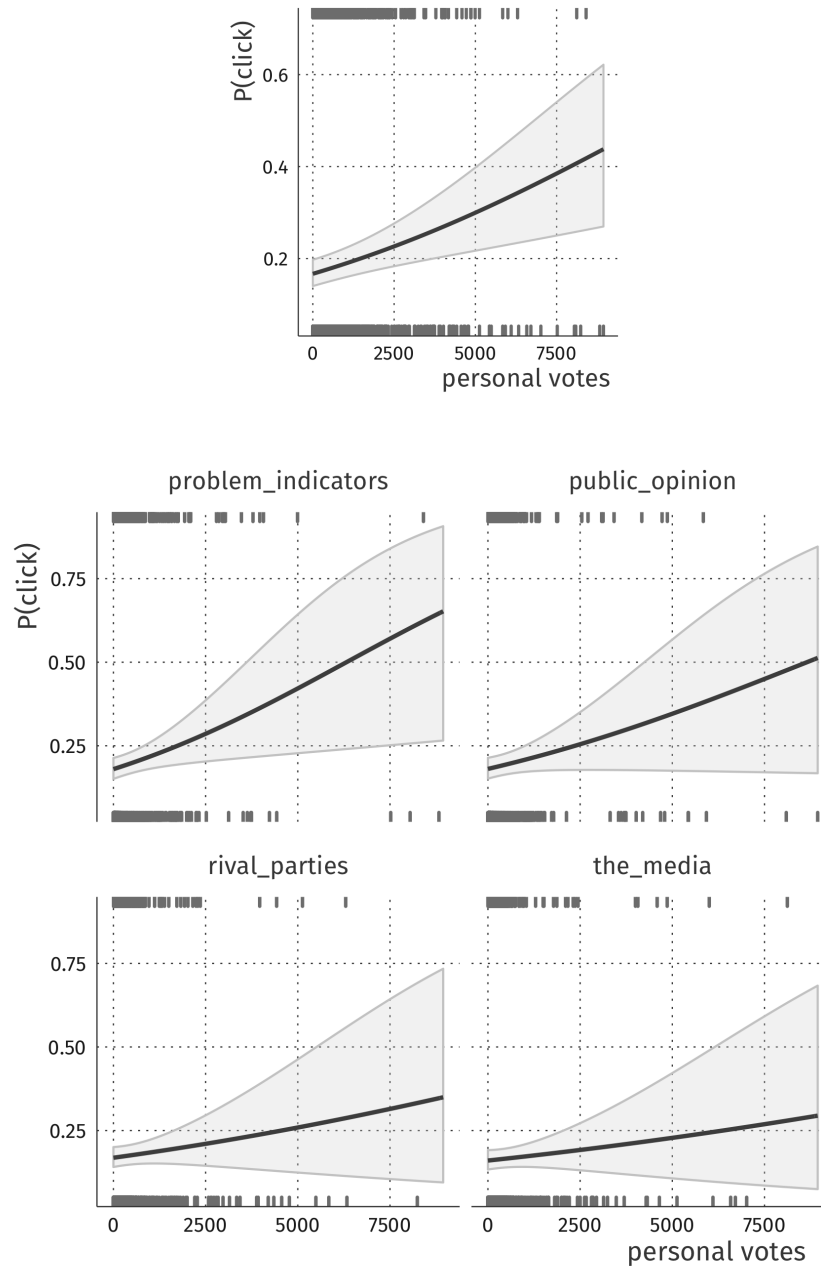 P(click)
0.6
0.4
0.2
0 2500 5000 7500
personal votes
problem_indicators public_opinion
P(click)
0.75
0.50
0.25
rival_parties the_media
0.75
0.50
0.25
0 2500 5000 7500 0 2500 5000 7500
personal votes